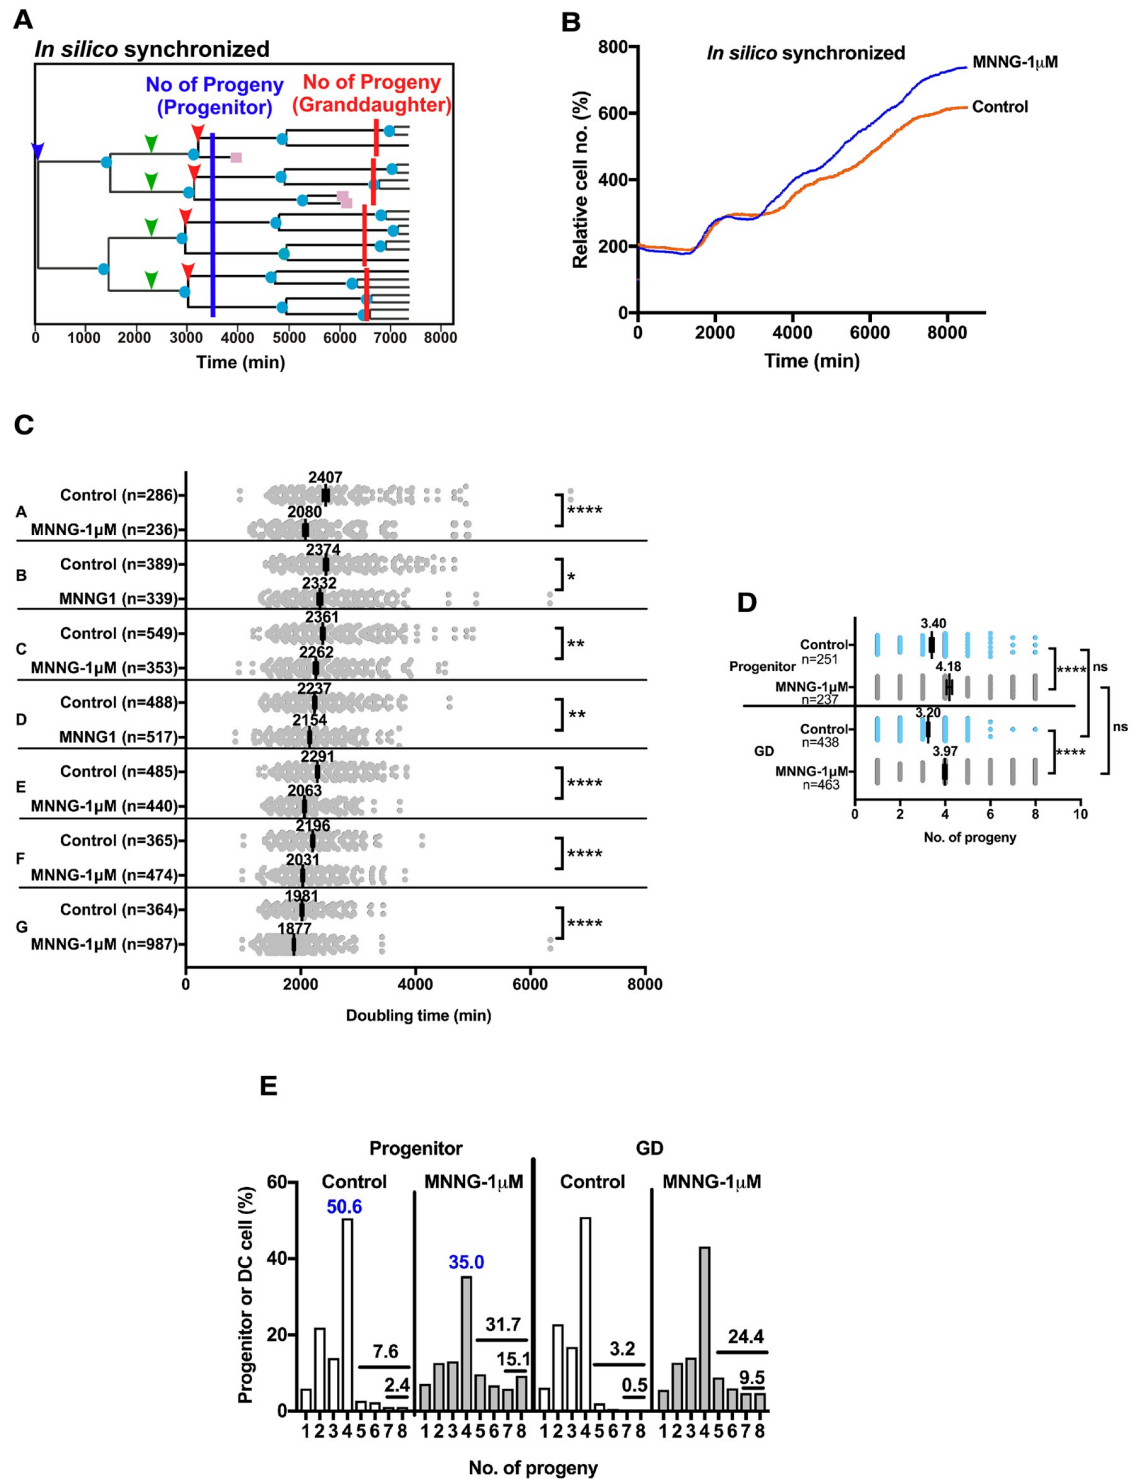 A
In silico synchronized
No of Progeny
(Progenitor)
No of Progeny
(Granddaughter)
0 1000 2000 3000 4000 5000 6000 7000 8000
Time (min)
B
In silico synchronized
MNNG-1μM
Control
Relative cell no. (%)
800
600
400
200
0
0 2000 4000 6000 8000
Time (min)
C
A
Control (n=286)
2407
MNNG-1μM (n=236)
2080
****
B
Control (n=389)
2374
MNNG1 (n=339)
2332
*
C
Control (n=549)
2361
MNNG-1μM (n=353)
2262
**
D
Control (n=488)
2237
MNNG1 (n=517)
2154
**
E
Control (n=485)
2291
MNNG-1μM (n=440)
2063
****
F
Control (n=365)
2196
MNNG-1μM (n=474)
2031
****
G
Control (n=364)
1981
MNNG-1μM (n=987)
1877
****
0 2000 4000 6000 8000
Doubling time (min)
D
Progenitor
Control
n=251
3.40
MNNG-1μM
n=237
4.18
****
ns
GD
Control
n=438
3.20
MNNG-1μM
n=463
3.97
****
ns
0 2 4 6 8 10
No. of progeny
E
Progenitor GD
Control MNNG-1μM Control MNNG-1μM
Progenitor or DC cell (%)
60
40
20
0
50.6
7.6
2.4
35.0
31.7
15.1
3.2
0.5
24.4
9.5
1 2 3 4 5 6 7 8 1 2 3 4 5 6 7 8 1 2 3 4 5 6 7 8 1 2 3 4 5 6 7 8
No. of progeny